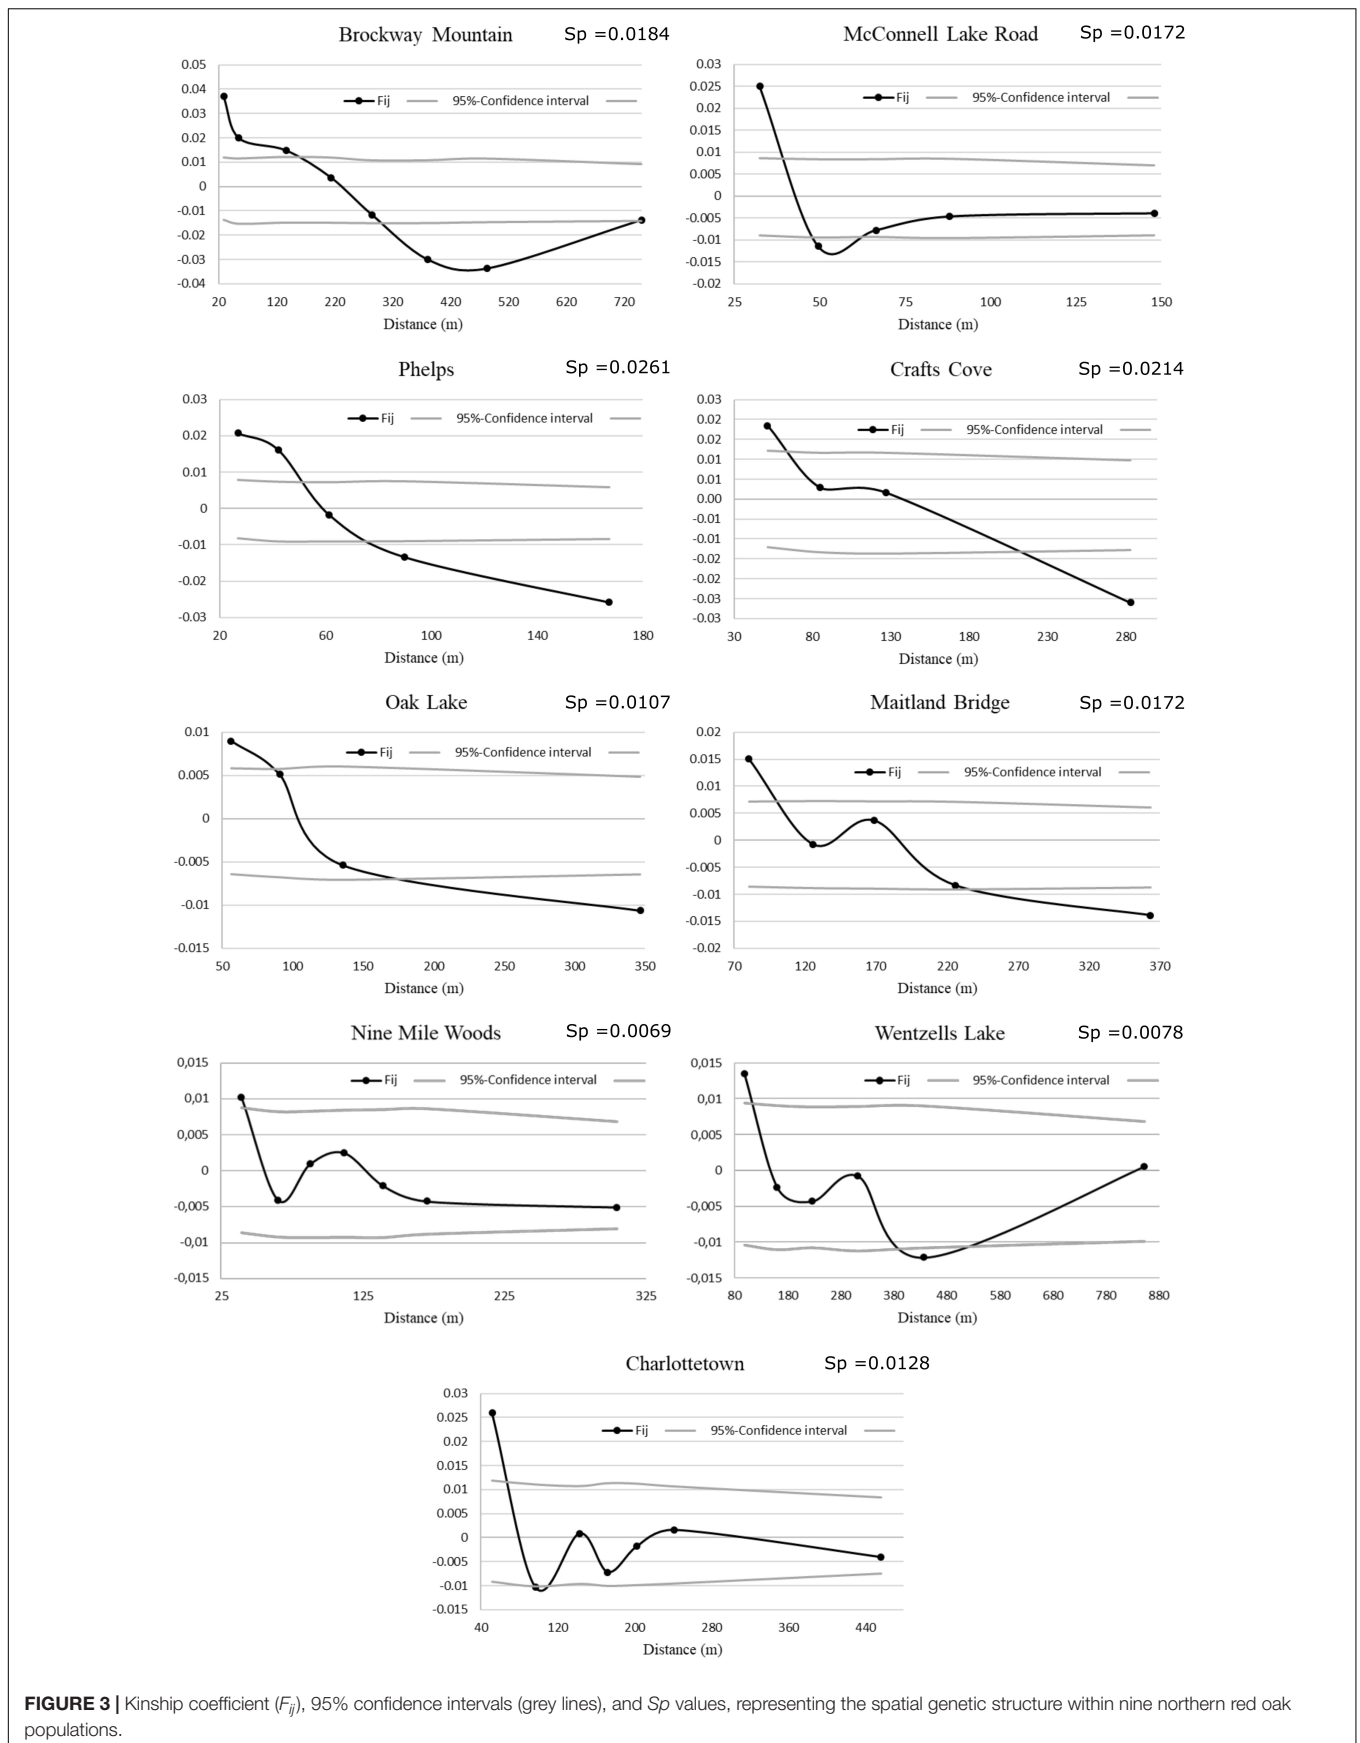 Brockway Mountain
Sp =0.0184
0.05
0.04
0.03
0.02
0.01
0
-0.01
-0.02
-0.03
-0.04
Fij
95%-Confidence interval
20 120 220 320 420 520 620 720
Distance (m)
McConnell Lake Road
Sp =0.0172
0.03
0.025
0.02
0.015
0.01
0.005
0
-0.005
-0.01
-0.015
-0.02
Fij
95%-Confidence interval
25 50 75 100 125 150
Distance (m)
Phelps
Sp =0.0261
0.03
0.02
0.01
0
-0.01
-0.02
-0.03
Fij
95%-Confidence interval
20 60 100 140 180
Distance (m)
Crafts Cove
Sp =0.0214
0.03
0.02
0.02
0.01
0.01
0.00
-0.01
-0.01
-0.02
-0.02
-0.03
-0.03
Fij
95%-Confidence interval
30 80 130 180 230 280
Distance (m)
Oak Lake
Sp =0.0107
0.01
0.005
0
-0.005
-0.01
-0.015
Fij
95%-Confidence interval
50 100 150 200 250 300 350
Distance (m)
Maitland Bridge
Sp =0.0172
0.02
0.015
0.01
0.005
0
-0.005
-0.01
-0.015
-0.02
Fij
95%-Confidence interval
70 120 170 220 270 320 370
Distance (m)
Nine Mile Woods
Sp =0.0069
0,015
0,01
0,005
0
-0,005
-0,01
-0,015
Fij
95%-Confidence interval
25 125 225 325
Distance (m)
Wentzells Lake
Sp =0.0078
0,015
0,01
0,005
0
-0,005
-0,01
-0,015
Fij
95%-Confidence interval
80 180 280 380 480 580 680 780 880
Distance (m)
Charlottetown
Sp =0.0128
0.03
0.025
0.02
0.015
0.01
0.005
0
-0.005
-0.01
-0.015
Fij
95%-Confidence interval
40 120 200 280 360 440
Distance (m)
FIGURE 3 | Kinship coefficient (Fij), 95% confidence intervals (grey lines), and Sp values, representing the spatial genetic structure within nine northern red oak
populations.